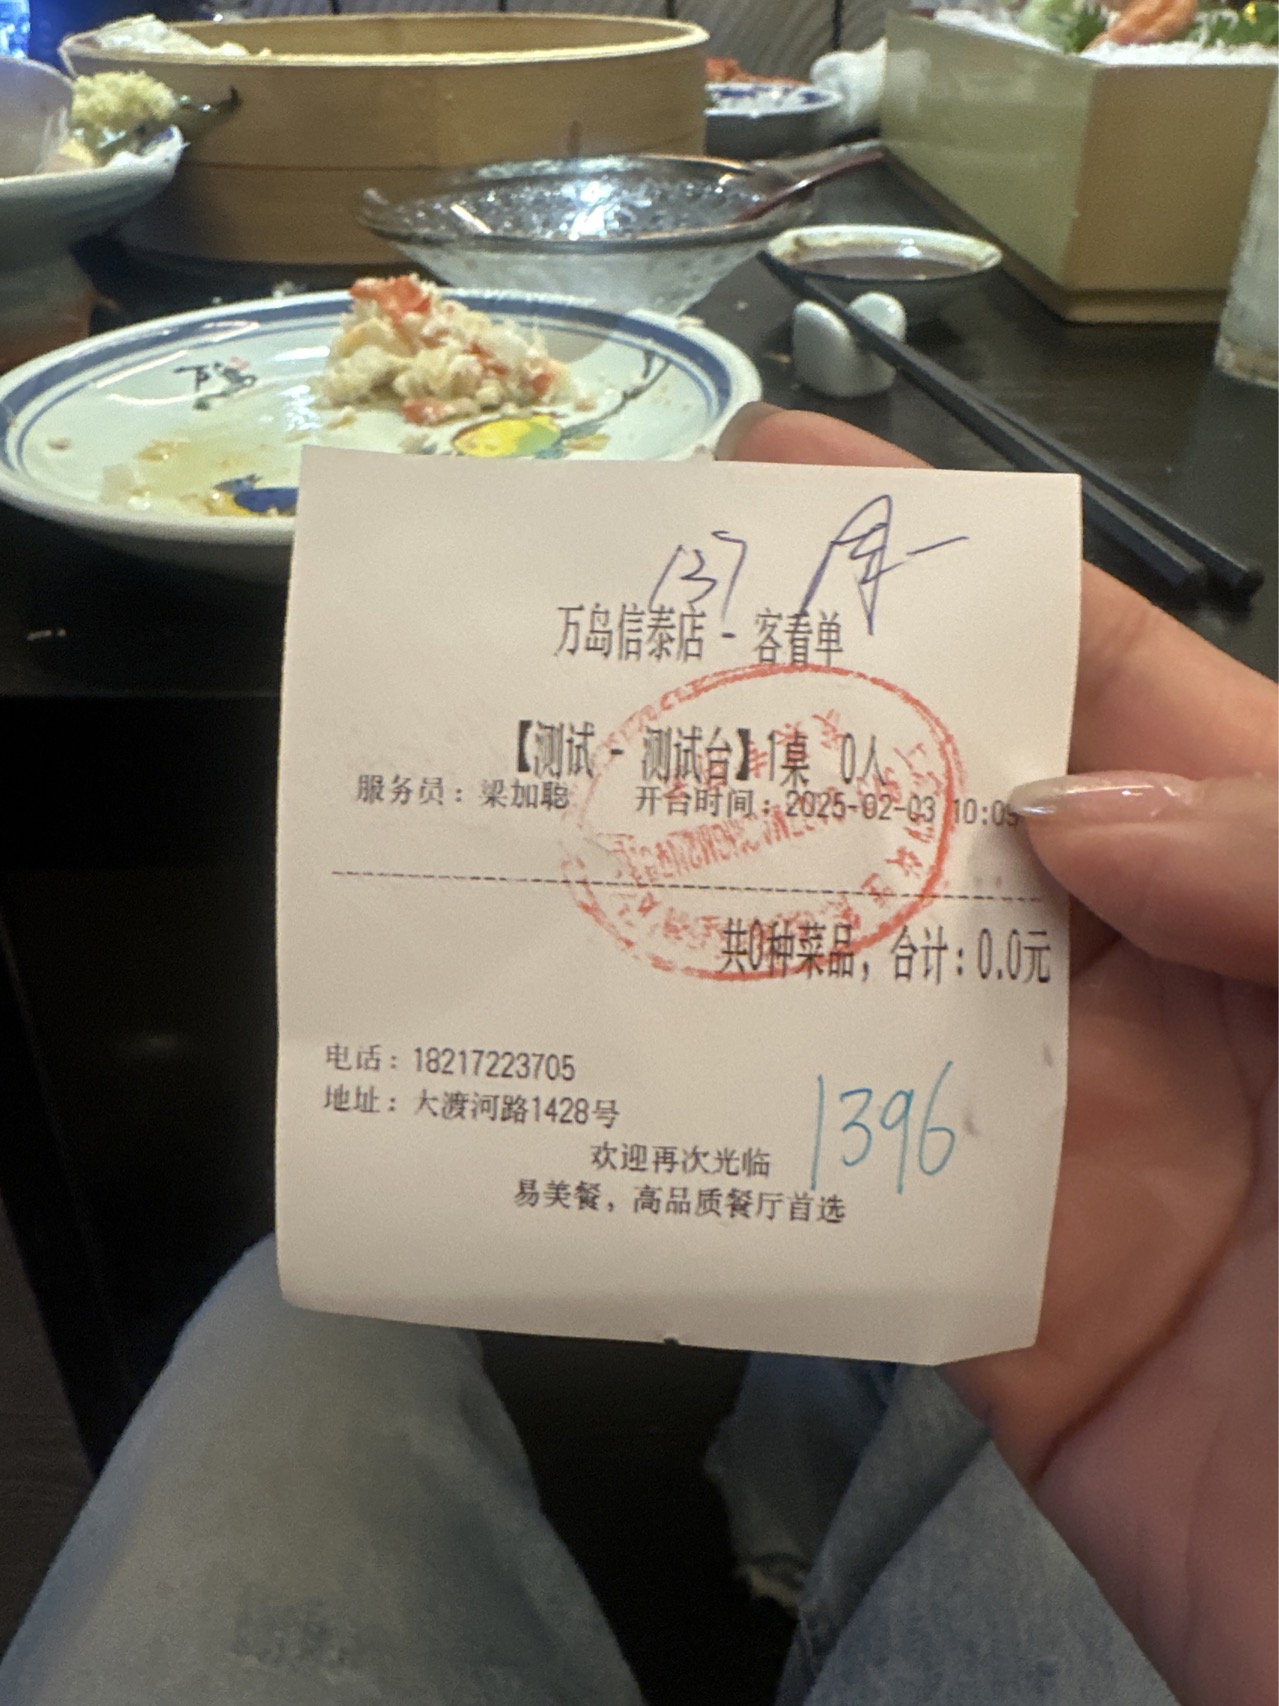 137
万岛信泰店 - 客看单
【测试 - 测试台】1桌 0人
服务员：梁加聪 开台时间：2025-02-03 10:09
共0种菜品，合计：0.0元
电话：18217223705
地址：大渡河路1428号
1396
欢迎再次光临
易美餐，高品质餐厅首选